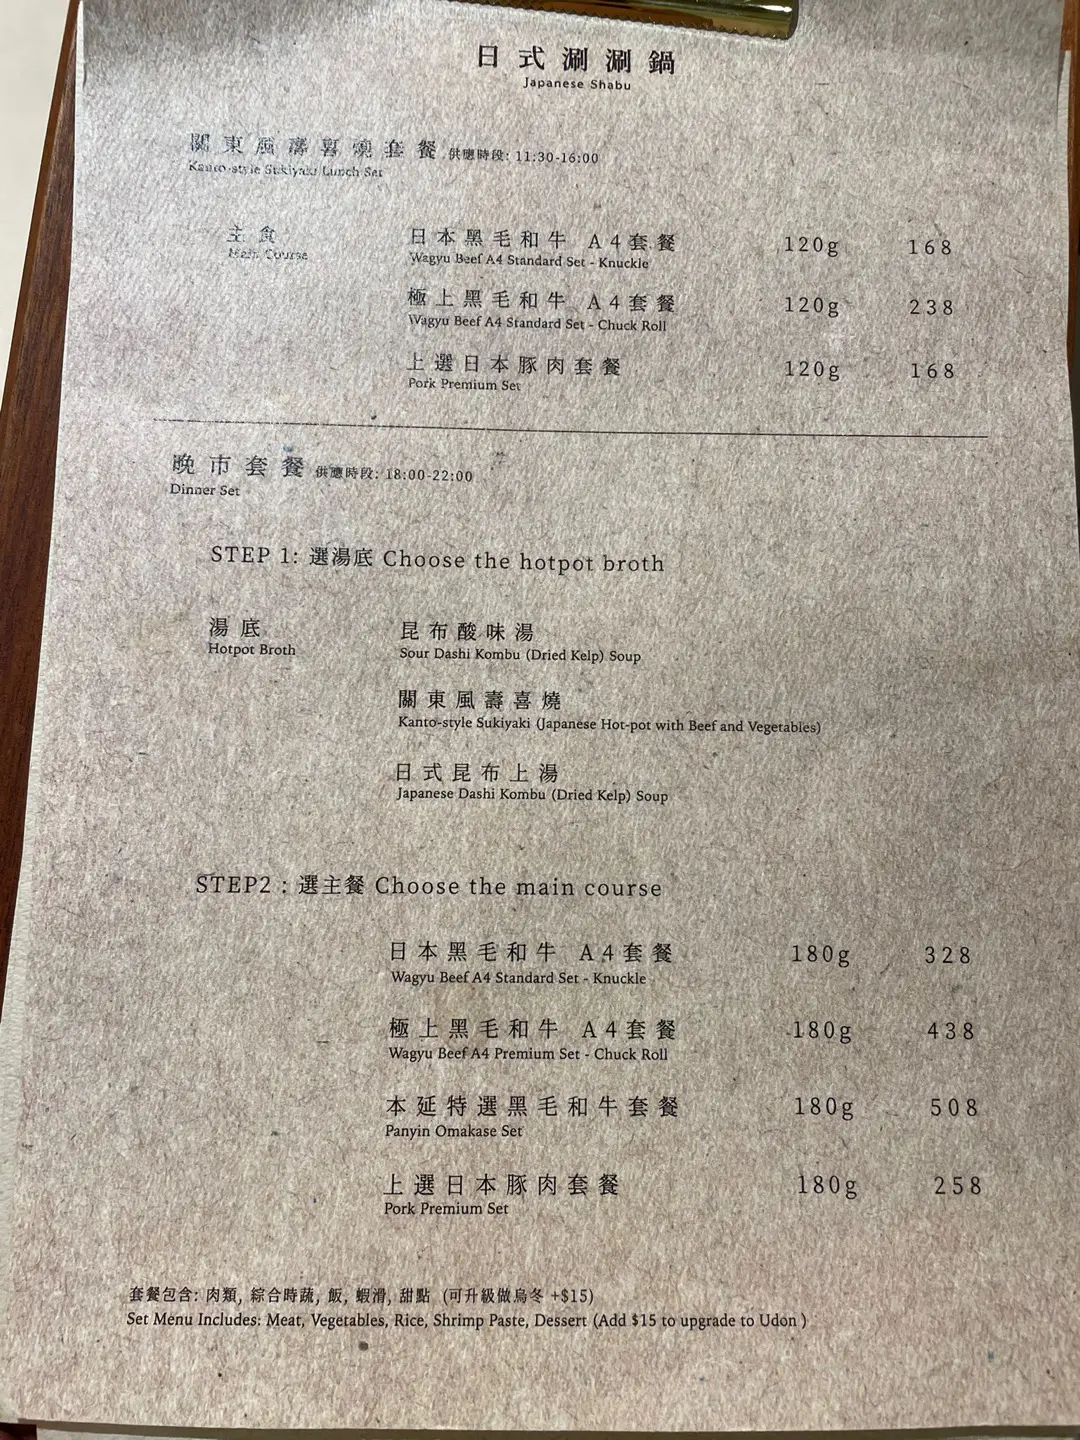 日式涮涮鍋
Japanese Shabu
關東風壽喜燒套餐 供應時段: 11:30-16:00
Kanto-style Sukiyaki Lunch Set
主食 日本黑毛和牛 A4套餐 120g 168
Main Course Wagyu Beef A4 Standard Set - Knuckle
極上黑毛和牛 A4套餐 120g 238
Wagyu Beef A4 Standard Set - Chuck Roll
上選日本豚肉套餐 120g 168
Pork Premium Set
晚市套餐 供應時段: 18:00-22:00
Dinner Set
STEP 1: 選湯底 Choose the hotpot broth
湯底 昆布酸味湯
Hotpot Broth Sour Dashi Kombu (Dried Kelp) Soup
關東風壽喜燒
Kanto-style Sukiyaki (Japanese Hot-pot with Beef and Vegetables)
日式昆布上湯
Japanese Dashi Kombu (Dried Kelp) Soup
STEP2 : 選主餐 Choose the main course
日本黑毛和牛 A4套餐 180g 328
Wagyu Beef A4 Standard Set - Knuckle
極上黑毛和牛 A4套餐 180g 438
Wagyu Beef A4 Premium Set - Chuck Roll
本延特選黑毛和牛套餐 180g 508
Panyin Omakase Set
上選日本豚肉套餐 180g 258
Pork Premium Set
套餐包含: 肉類, 綜合時蔬, 飯, 蝦滑, 甜點 (可升級做烏冬 +$15)
Set Menu Includes: Meat, Vegetables, Rice, Shrimp Paste, Dessert (Add $15 to upgrade to Udon )